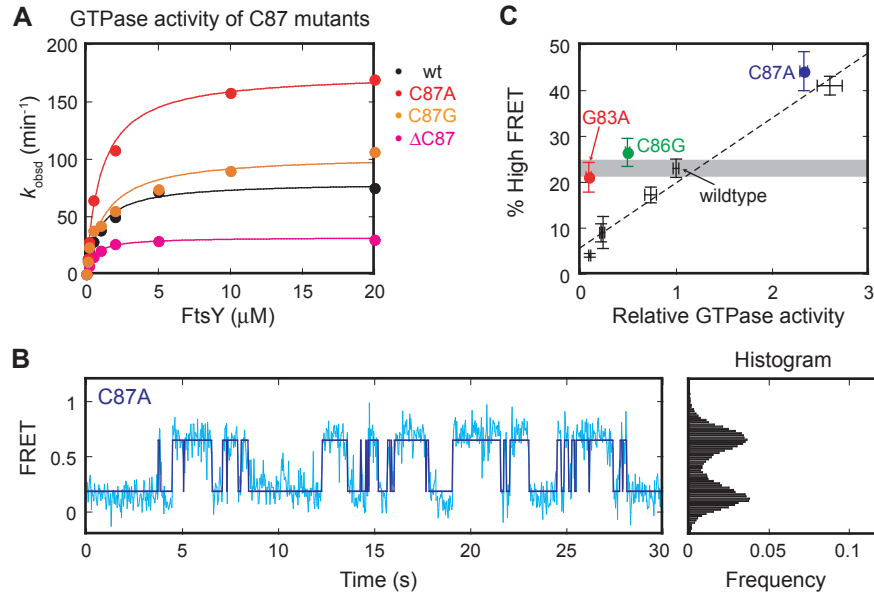 A
GTPase activity of C87 mutants
200
150
100
50
0
k_obsd (min⁻¹)
0
5
10
15
20
FtsY (μM)
wt
C87A
C87G
ΔC87
C
50
40
30
20
10
0
% High FRET
C87A
G83A
C86G
wildtype
0
1
2
3
Relative GTPase activity
B
C87A
1
0.5
0
FRET
0
5
10
15
20
25
30
Time (s)
Histogram
0
0.05
0.1
Frequency